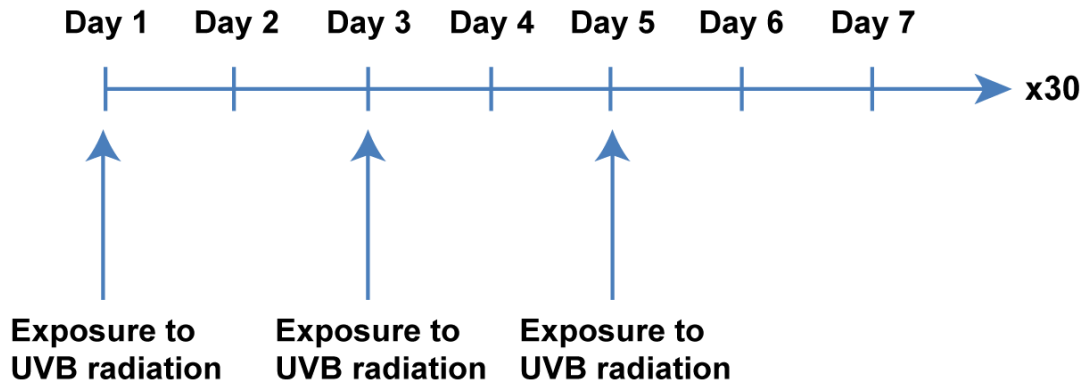 Day 1 Day 2 Day 3 Day 4 Day 5 Day 6 Day 7
x30
Exposure to Exposure to Exposure to
UVB radiation UVB radiation UVB radiation